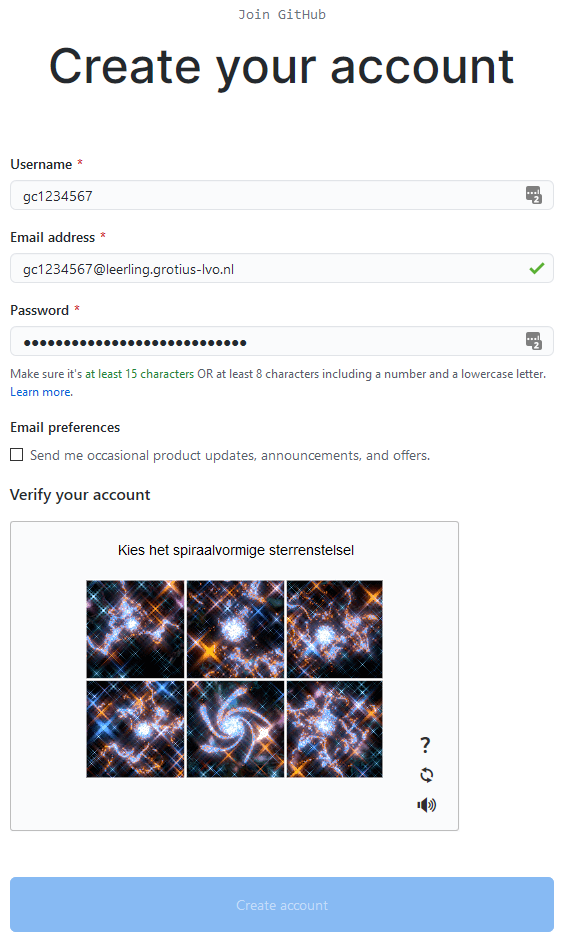 Join GitHub
Create your account
Username *
gc1234567
Email address *
gc1234567@leerling.grotius-lvo.nl
Password *
●●●●●●●●●●●●●●●●●●●●●●●●●●●●
Make sure it's at least 15 characters OR at least 8 characters including a number and a lowercase letter.
Learn more.
Email preferences
Send me occasional product updates, announcements, and offers.
Verify your account
Kies het spiraalvormige sterrenstelsel
?
Create account